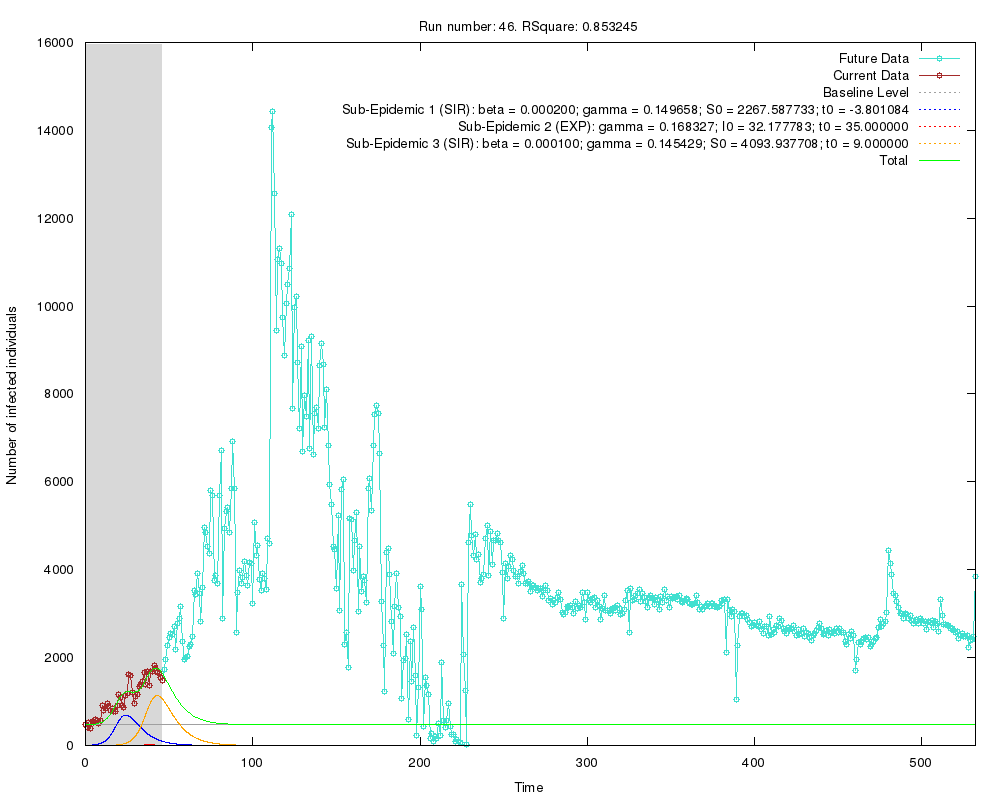 Run number: 46. RSquare: 0.853245
Future Data
Current Data
Baseline Level
Sub-Epidemic 1 (SIR): beta = 0.000200; gamma = 0.149658; S0 = 2267.587733; t0 = -3.801084
Sub-Epidemic 2 (EXP): gamma = 0.168327; I0 = 32.177783; t0 = 35.000000
Sub-Epidemic 3 (SIR): beta = 0.000100; gamma = 0.145429; S0 = 4093.937708; t0 = 9.000000
Total
16000
14000
12000
10000
8000
6000
4000
2000
0
Number of infected individuals
0 100 200 300 400 500
Time